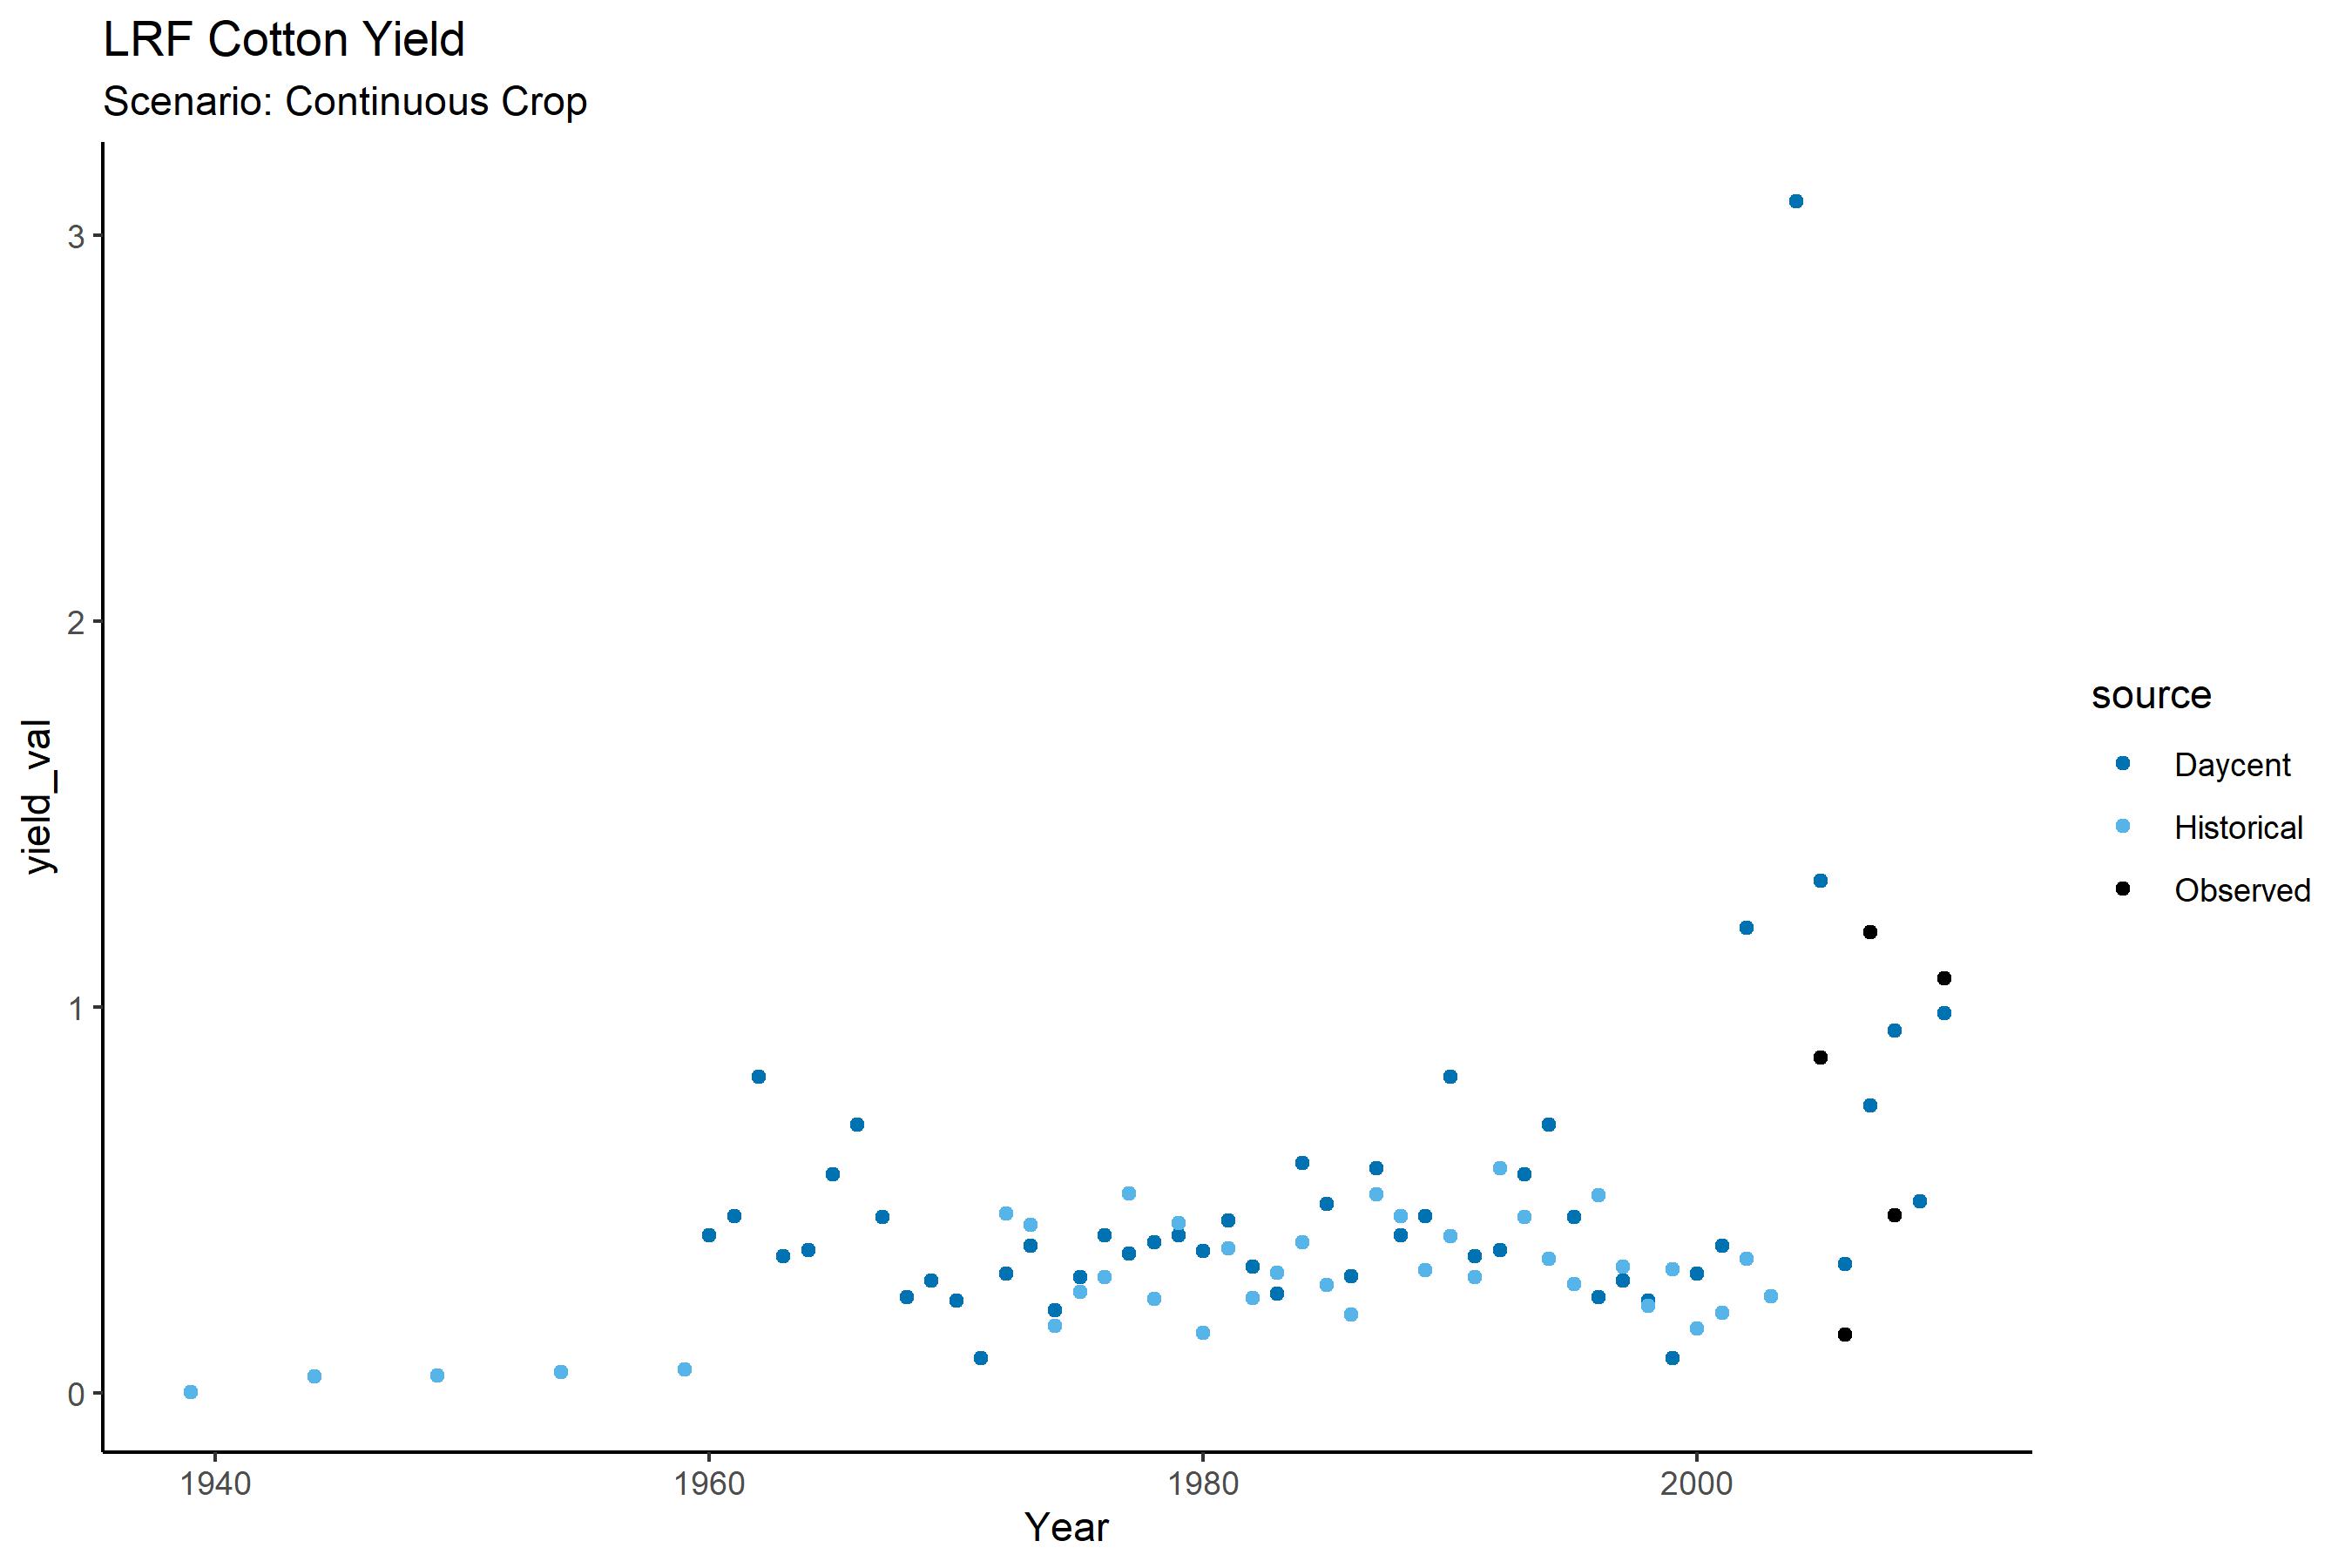 LRF Cotton Yield
Scenario: Continuous Crop
3
2
1
0
yield_val
1940
1960
1980
2000
Year
source
Daycent
Historical
Observed